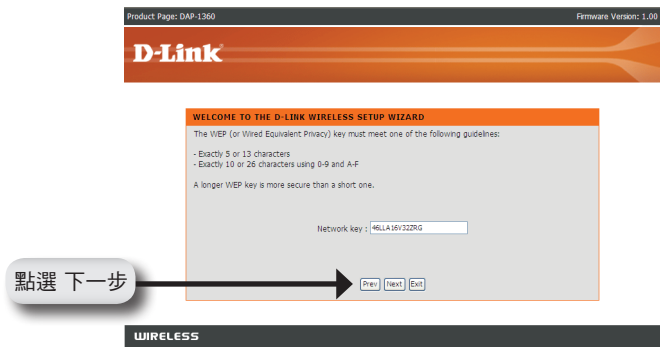 Product Page: DAP-1360
Firmware Version: 1.00
D-Link
WELCOME TO THE D-LINK WIRELESS SETUP WIZARD
The WEP (or Wired Equivalent Privacy) key must meet one of the following guidelines:
- Exactly 5 or 13 characters
- Exactly 10 or 26 characters using 0-9 and A-F
A longer WEP key is more secure than a short one.
Network key : 46LLA16V32ZRG
點選 下一步
Prev Next Exit
WIRELESS